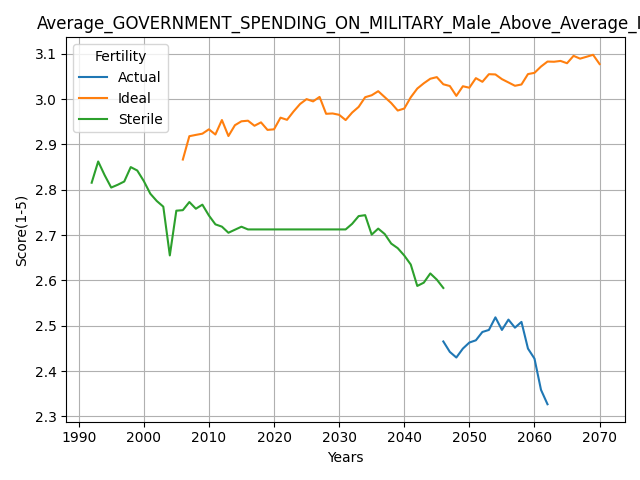 Average_GOVERNMENT_SPENDING_ON_MILITARY_Male_Above_Average_I
Fertility
Actual
Ideal
Sterile
Score(1-5)
3.1
3.0
2.9
2.8
2.7
2.6
2.5
2.4
2.3
1990 2000 2010 2020 2030 2040 2050 2060 2070
Years